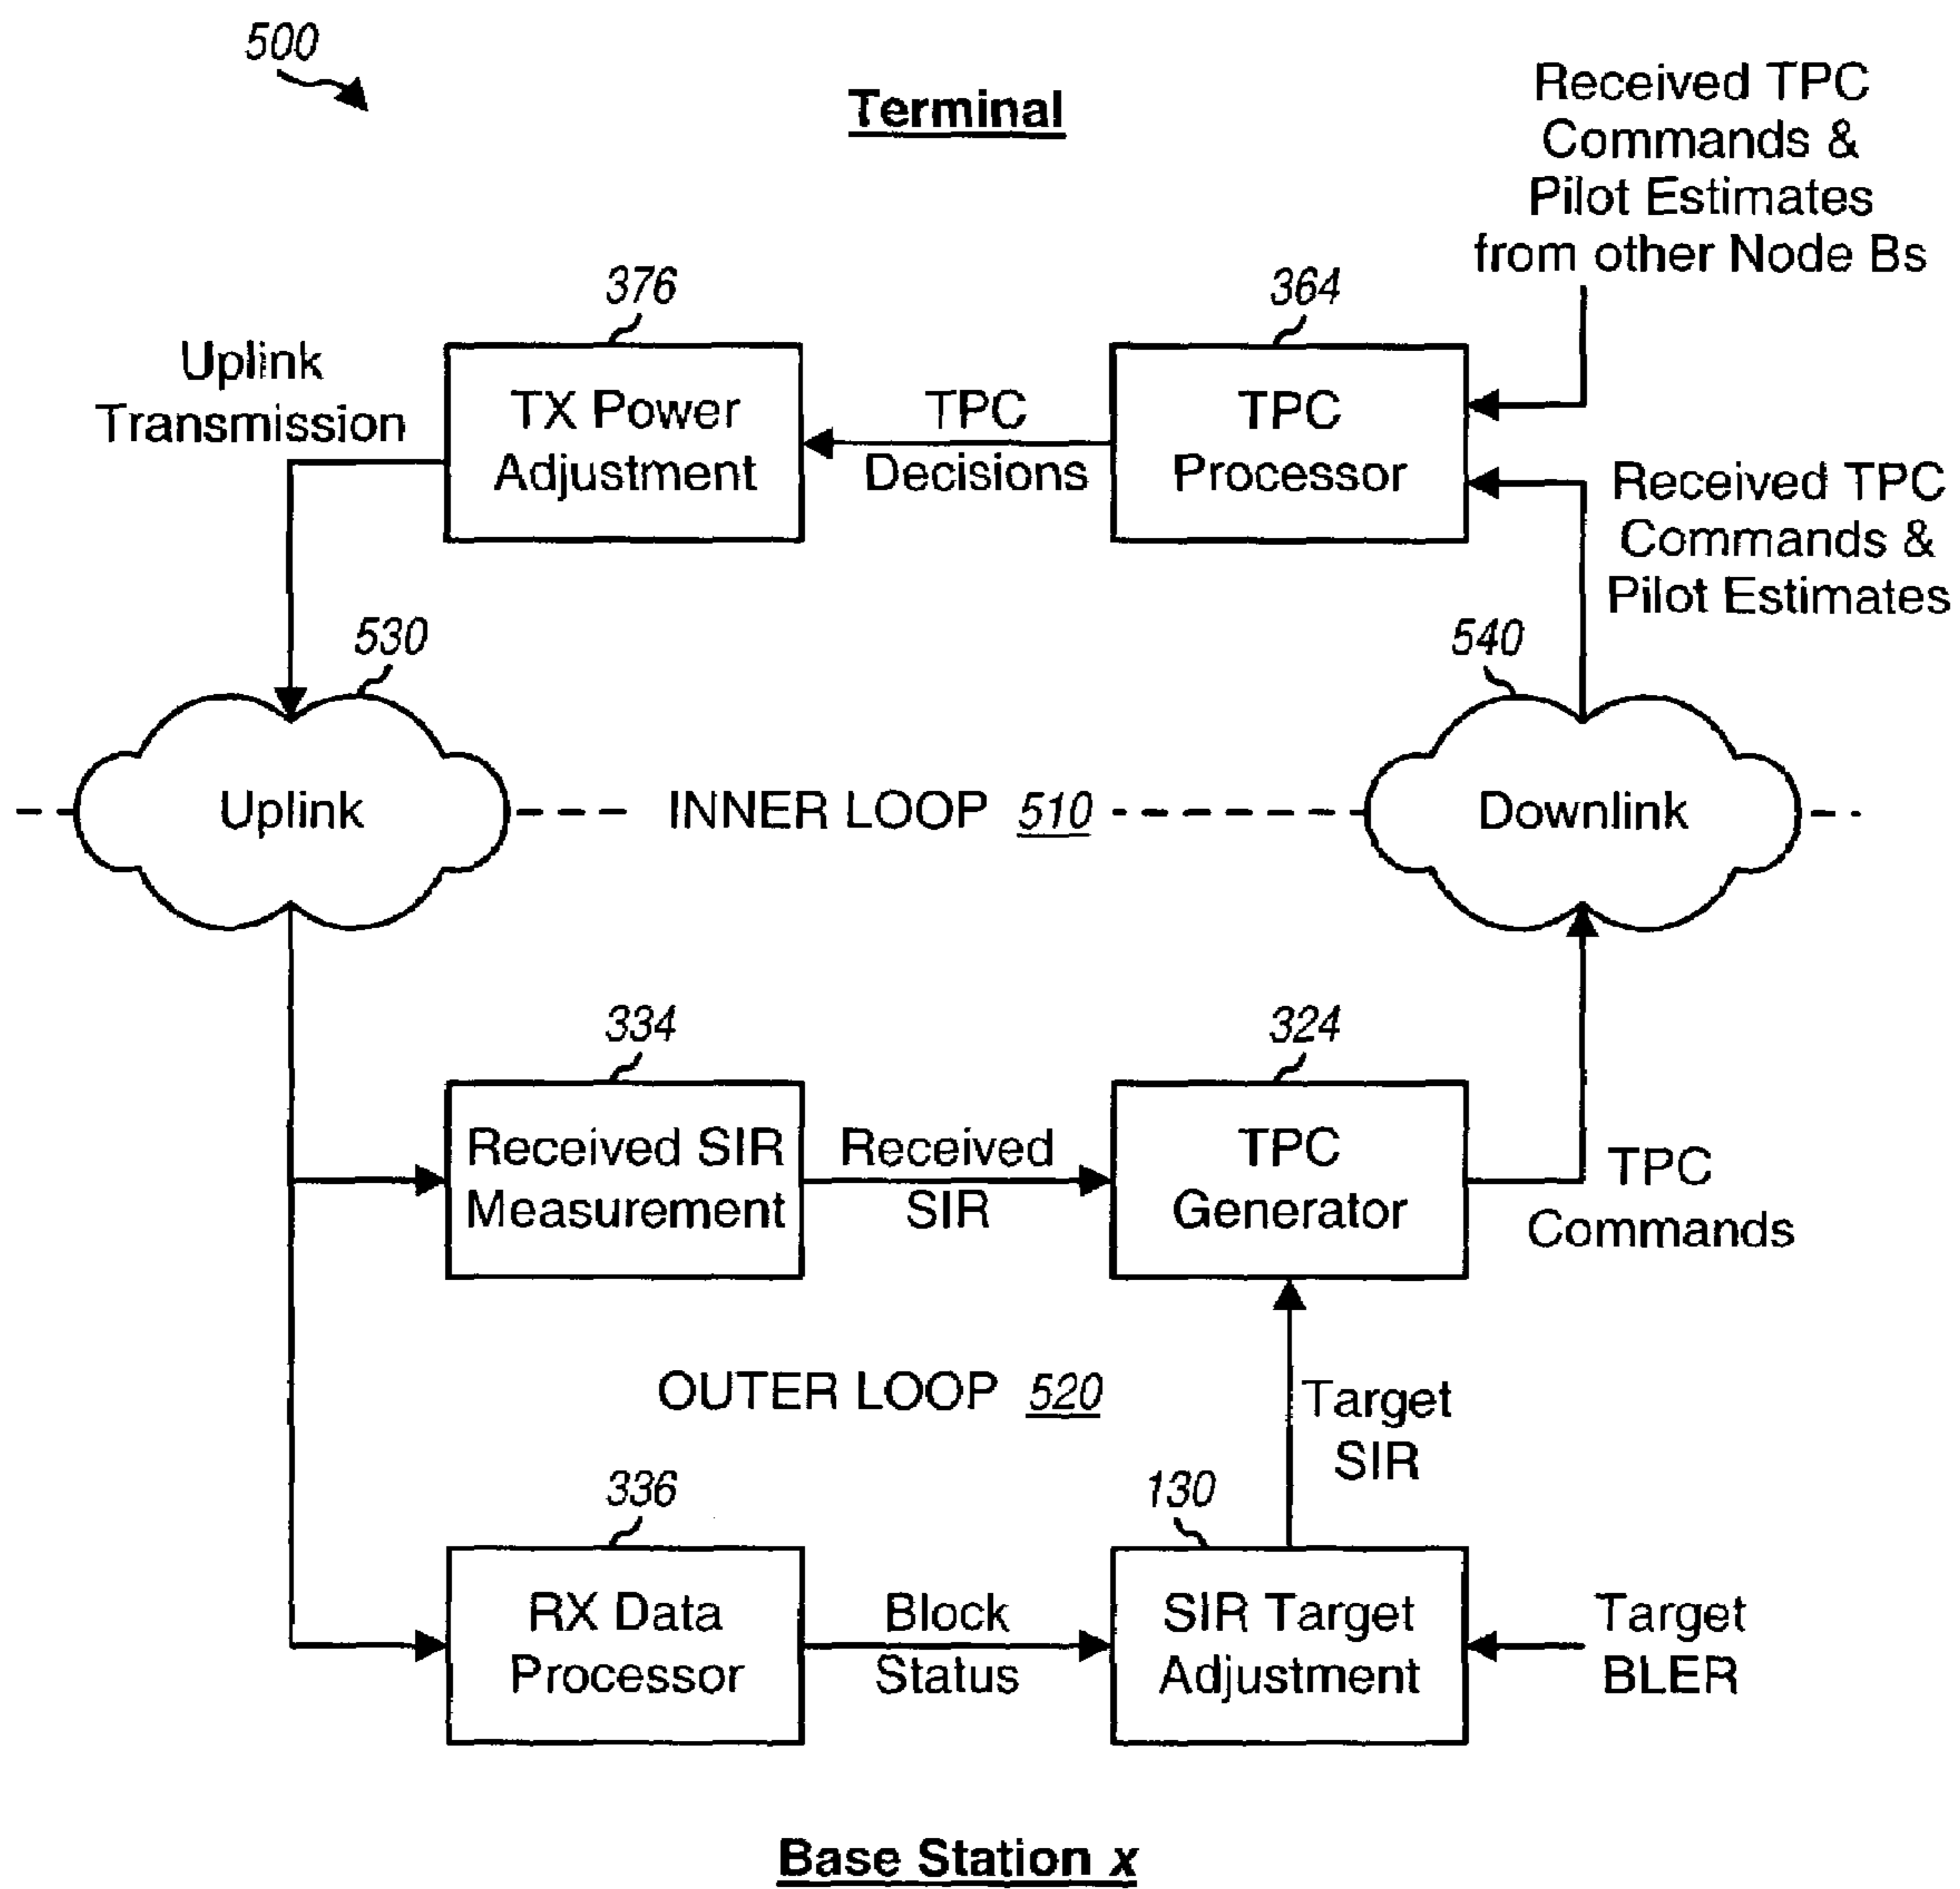 500
Terminal
Received TPC
Commands &
Pilot Estimates
from other Node Bs
376
364
Uplink
Transmission
TX Power
Adjustment
TPC
Decisions
TPC
Processor
Received TPC
Commands &
Pilot Estimates
530
540
Uplink
INNER LOOP 510
Downlink
334
324
Received SIR
Measurement
Received
SIR
TPC
Generator
TPC
Commands
OUTER LOOP 520
Target
SIR
336
130
RX Data
Processor
Block
Status
SIR Target
Adjustment
Target
BLER
Base Station x